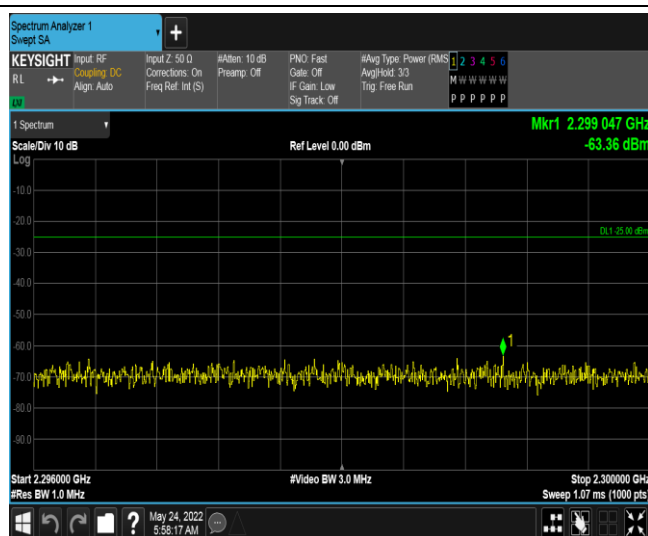 Spectrum Analyzer 1
Swept SA
+
KEYSIGHT Input: RF Input Z: 50 Ω #Atten: 10 dB PNO: Fast #Avg Type: Power (RMS 1 2 3 4 5 6
RL Coupling: DC Corrections: On Preamp: Off Gate: Off Avg|Hold: 3/3 M W W W W W
Align: Auto Freq Ref: Int (S) IF Gain: Low Trig: Free Run
LXI Sig Track: Off P P P P P P
1 Spectrum
Mkr1 2.299 047 GHz
Scale/Div 10 dB Ref Level 0.00 dBm -63.36 dBm
Log
-10.0
-20.0
DL1 -25.00 dBm
-30.0
-40.0
-50.0
-60.0
1
-70.0
-80.0
-90.0
Start 2.296000 GHz #Video BW 3.0 MHz Stop 2.300000 GHz
#Res BW 1.0 MHz Sweep 1.07 ms (1000 pts)
? May 24, 2022
5:58:17 AM